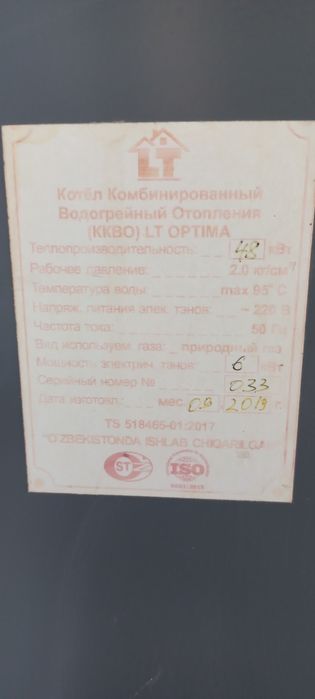 LT
Котёл Комбинированный
Водогрейный Отопления
(ККВО) LT OPTIMA
Теплопроизводительность: 48 кВт
Рабочее давление: 2.0 кг/см²
Температура воды: max 95° C
Напряж. питания элек. тэнов: ~ 220 В
Частота тока: 50 Гц
Вид используем. газа: природный газ
Мощность электрич. тэнов: 6 кВт
Серийный номер № 033
Дата изготовл.: мес. 06 2019 г.
TS 518465-01:2017
"O'ZBEKISTONDA ISHLAB CHIQARILGAN"
ST ISO